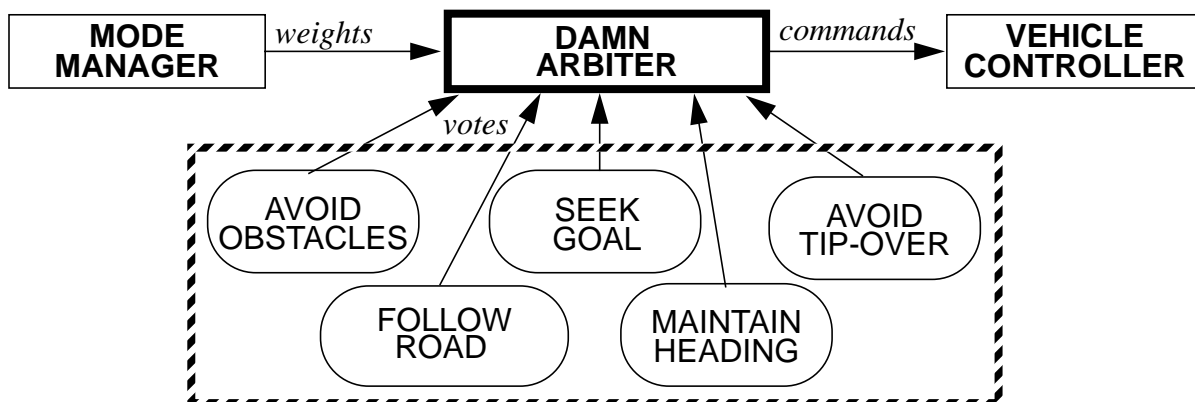 MODE
MANAGER
weights
DAMN
ARBITER
commands
VEHICLE
CONTROLLER
votes
AVOID
OBSTACLES
SEEK
GOAL
AVOID
TIP-OVER
FOLLOW
ROAD
MAINTAIN
HEADING